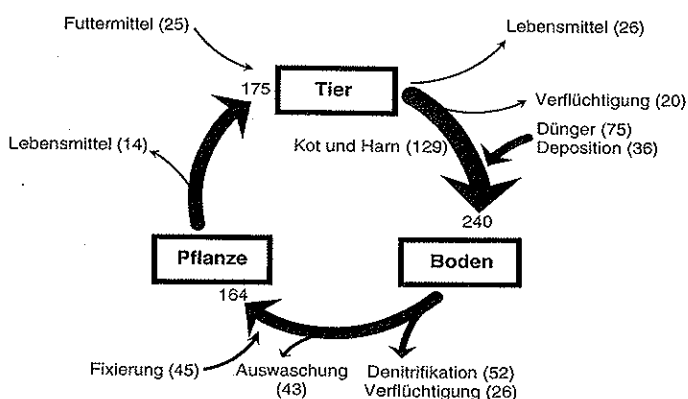 Futtermittel (25)
Lebensmittel (26)
175
Tier
Verflüchtigung (20)
Dünger (75)
Deposition (36)
Kot und Harn (129)
Lebensmittel (14)
240
Pflanze
Boden
164
Fixierung (45)
Auswaschung
(43)
Denitrifikation (52)
Verflüchtigung (26)